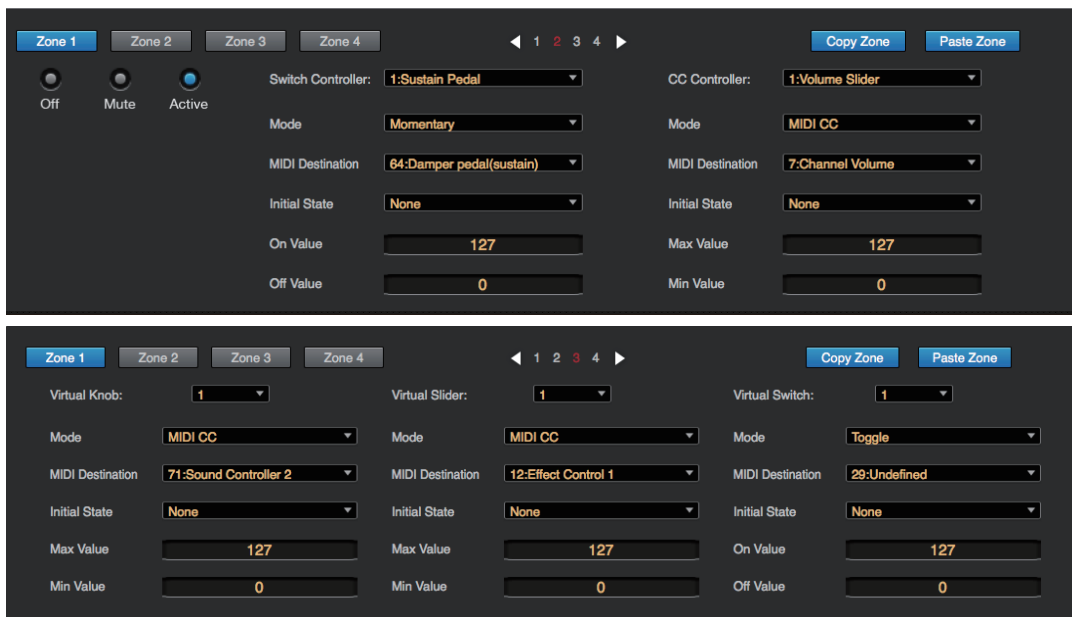 Zone 1 Zone 2 Zone 3 Zone 4 1 2 3 4 Copy Zone Paste Zone
Off Mute Active
Switch Controller: 1:Sustain Pedal CC Controller: 1:Volume Slider
Mode Momentary Mode MIDI CC
MIDI Destination 64:Damper pedal(sustain) MIDI Destination 7:Channel Volume
Initial State None Initial State None
On Value 127 Max Value 127
Off Value 0 Min Value 0
Zone 1 Zone 2 Zone 3 Zone 4 1 2 3 4 Copy Zone Paste Zone
Virtual Knob: 1 Virtual Slider: 1 Virtual Switch: 1
Mode MIDI CC Mode MIDI CC Mode Toggle
MIDI Destination 71:Sound Controller 2 MIDI Destination 12:Effect Control 1 MIDI Destination 29:Undefined
Initial State None Initial State None Initial State None
Max Value 127 Max Value 127 On Value 127
Min Value 0 Min Value 0 Off Value 0